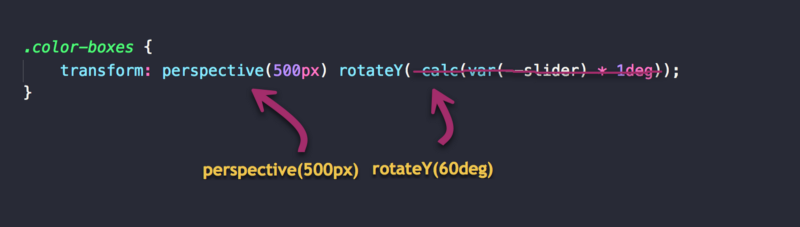 .color-boxes {
transform: perspective(500px) rotateY( calc(var(--slider) * 1deg));
}
perspective(500px) rotateY(60deg)